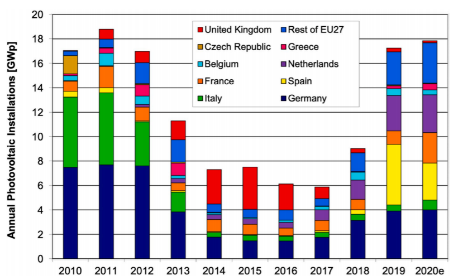 Annual Photovoltaic Installations (GWp)
20
18
16
14
12
10
8
6
4
2
0
United Kingdom Rest of EU27
Czech Republic Greece
Belgium Netherlands
France Spain
Italy Germany
2010 2011 2012 2013 2014 2015 2016 2017 2018 2019 2020e